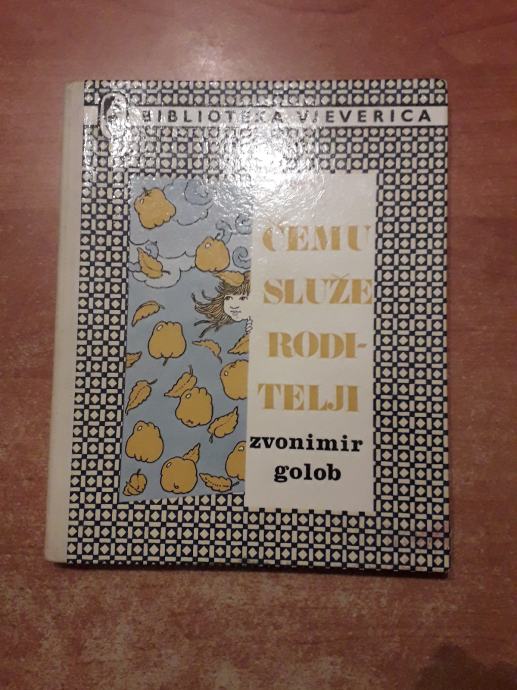 BIBLIOTEKA VJEVERICA
ČEMU
SLUŽE
RODI-
TELJI
zvonimir
golob